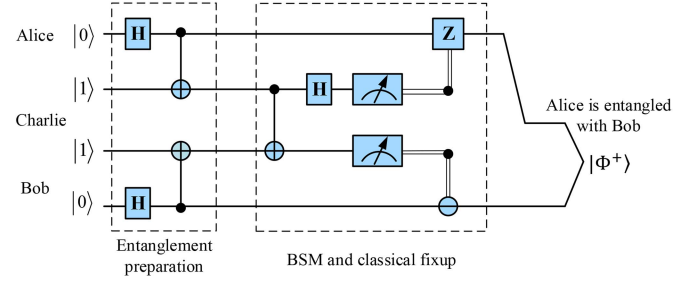 Alice |0⟩ H Z
|1⟩ H
Charlie
|1⟩
Bob
|0⟩ H
Alice is entangled
with Bob
|Φ⁺⟩
Entanglement
preparation
BSM and classical fixup